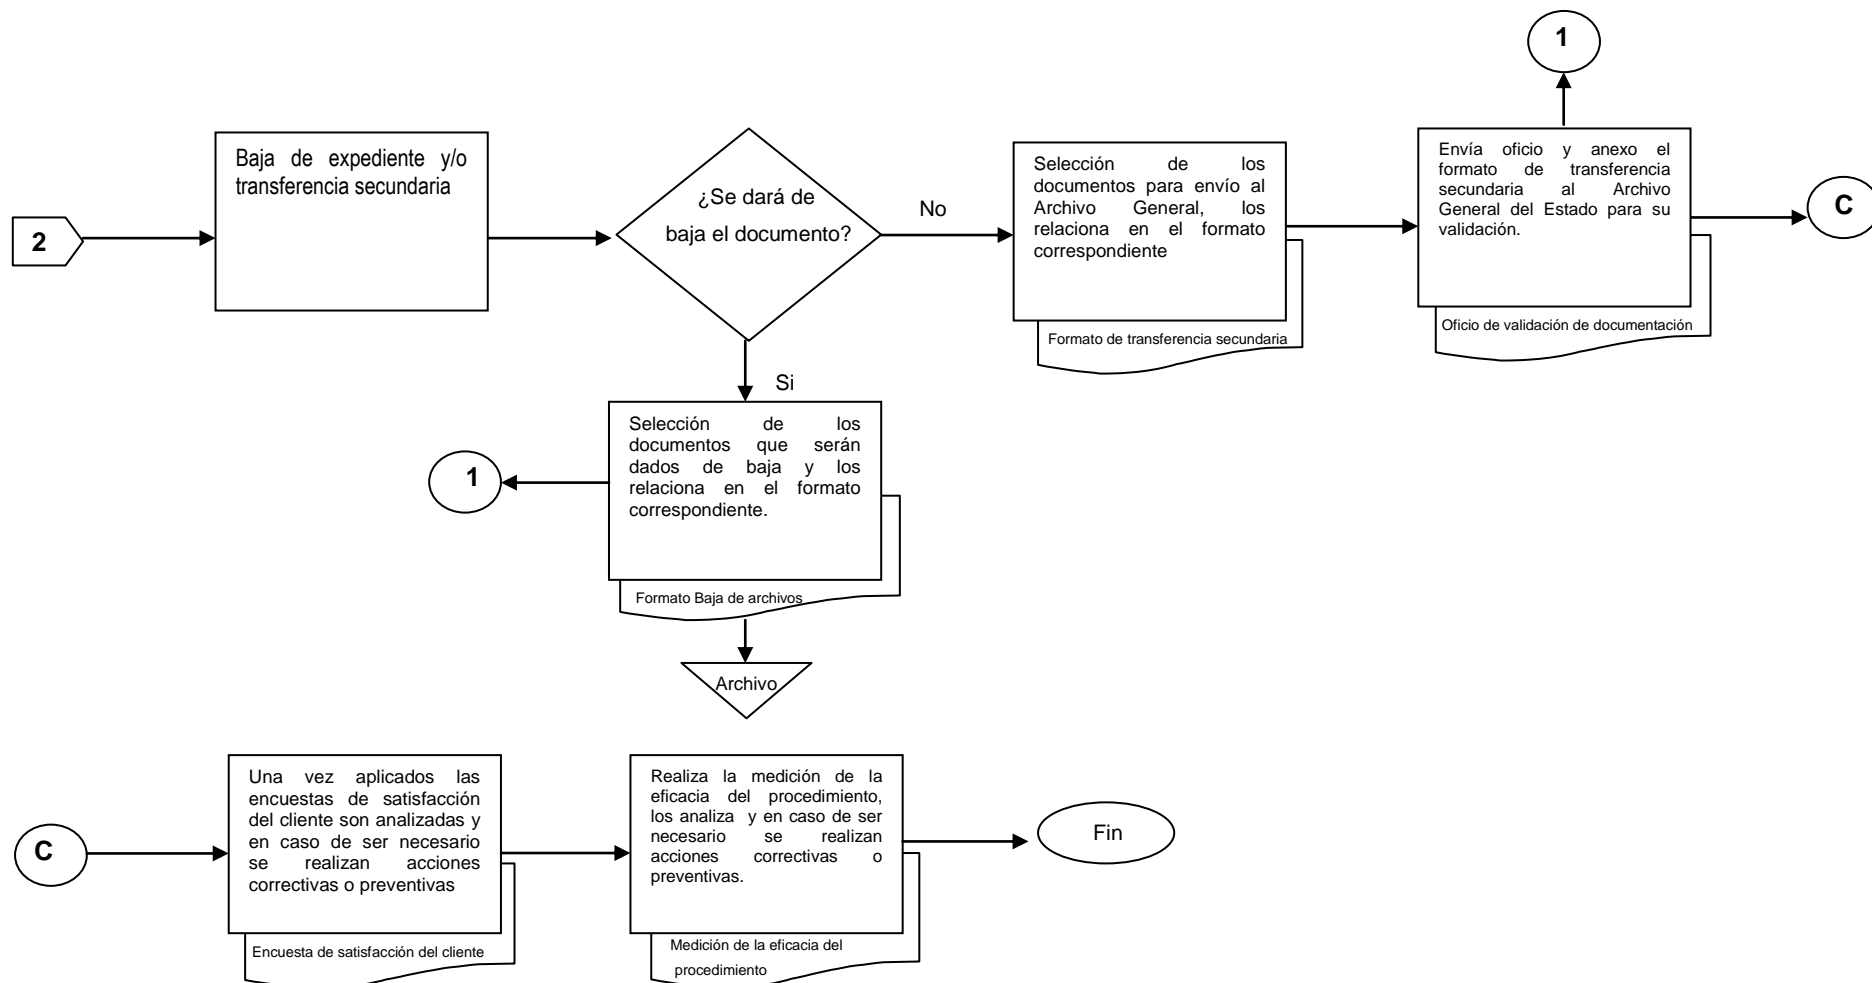 1
Baja de expediente y/o
transferencia secundaria
2
¿Se dará de
baja el documento?
No
Selección de los
documentos para envío al
Archivo General, los
relaciona en el formato
correspondiente
Formato de transferencia secundaria
Envía oficio y anexo el
formato de transferencia
secundaria al Archivo
General del Estado para su
validación.
Oficio de validación de documentación
C
Si
Selección de los
documentos que serán
dados de baja y los
relaciona en el formato
correspondiente.
1
Formato Baja de archivos
Archivo
C
Una vez aplicados las
encuestas de satisfacción
del cliente son analizadas y
en caso de ser necesario
se realizan acciones
correctivas o preventivas
Encuesta de satisfacción del cliente
Realiza la medición de la
eficacia del procedimiento,
los analiza y en caso de ser
necesario se realizan
acciones correctivas o
preventivas.
Medición de la eficacia del
procedimiento
Fin